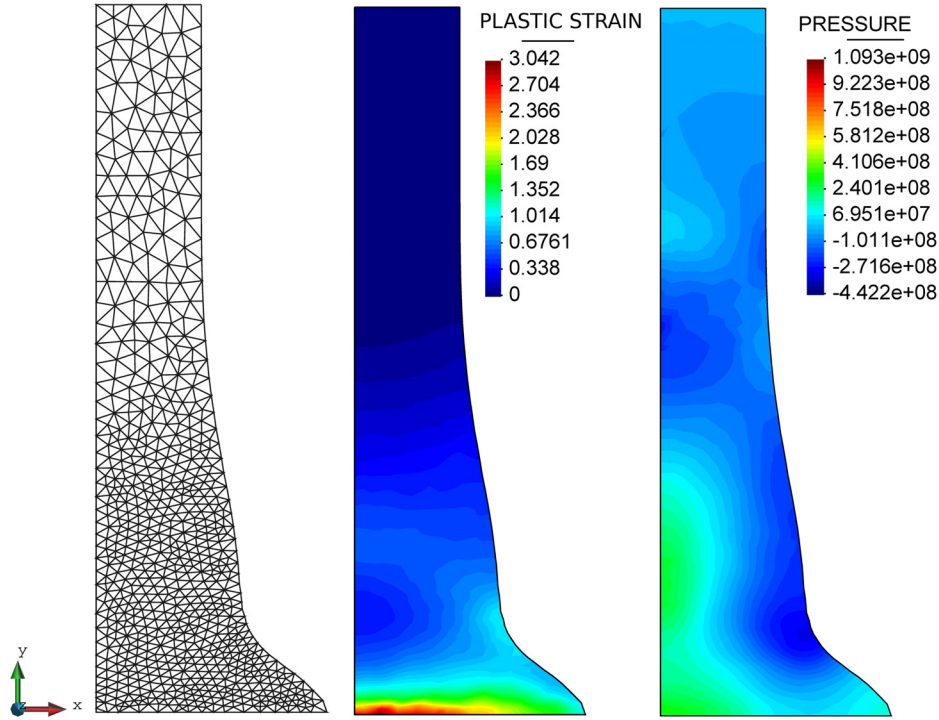 PLASTIC STRAIN
3.042
2.704
2.366
2.028
1.69
1.352
1.014
0.6761
0.338
0
PRESSURE
1.093e+09
9.223e+08
7.518e+08
5.812e+08
4.106e+08
2.401e+08
6.951e+07
-1.011e+08
-2.716e+08
-4.422e+08
y
z
x